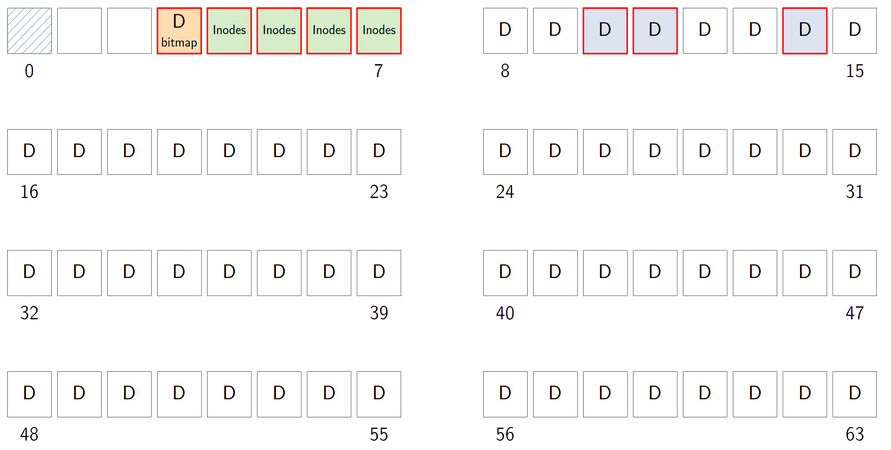 D bitmap Inodes Inodes Inodes Inodes D D D D D D D D
0 7 8 15
D D D D D D D D D D D D D D D D
16 23 24 31
D D D D D D D D D D D D D D D D
32 39 40 47
D D D D D D D D D D D D D D D D
48 55 56 63